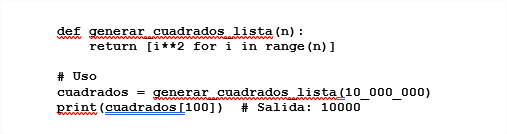 def generar_cuadrados_lista(n):
    return [i**2 for i in range(n)]

# Uso
cuadrados = generar_cuadrados_lista(10_000_000)
print(cuadrados[100])  # Salida: 10000